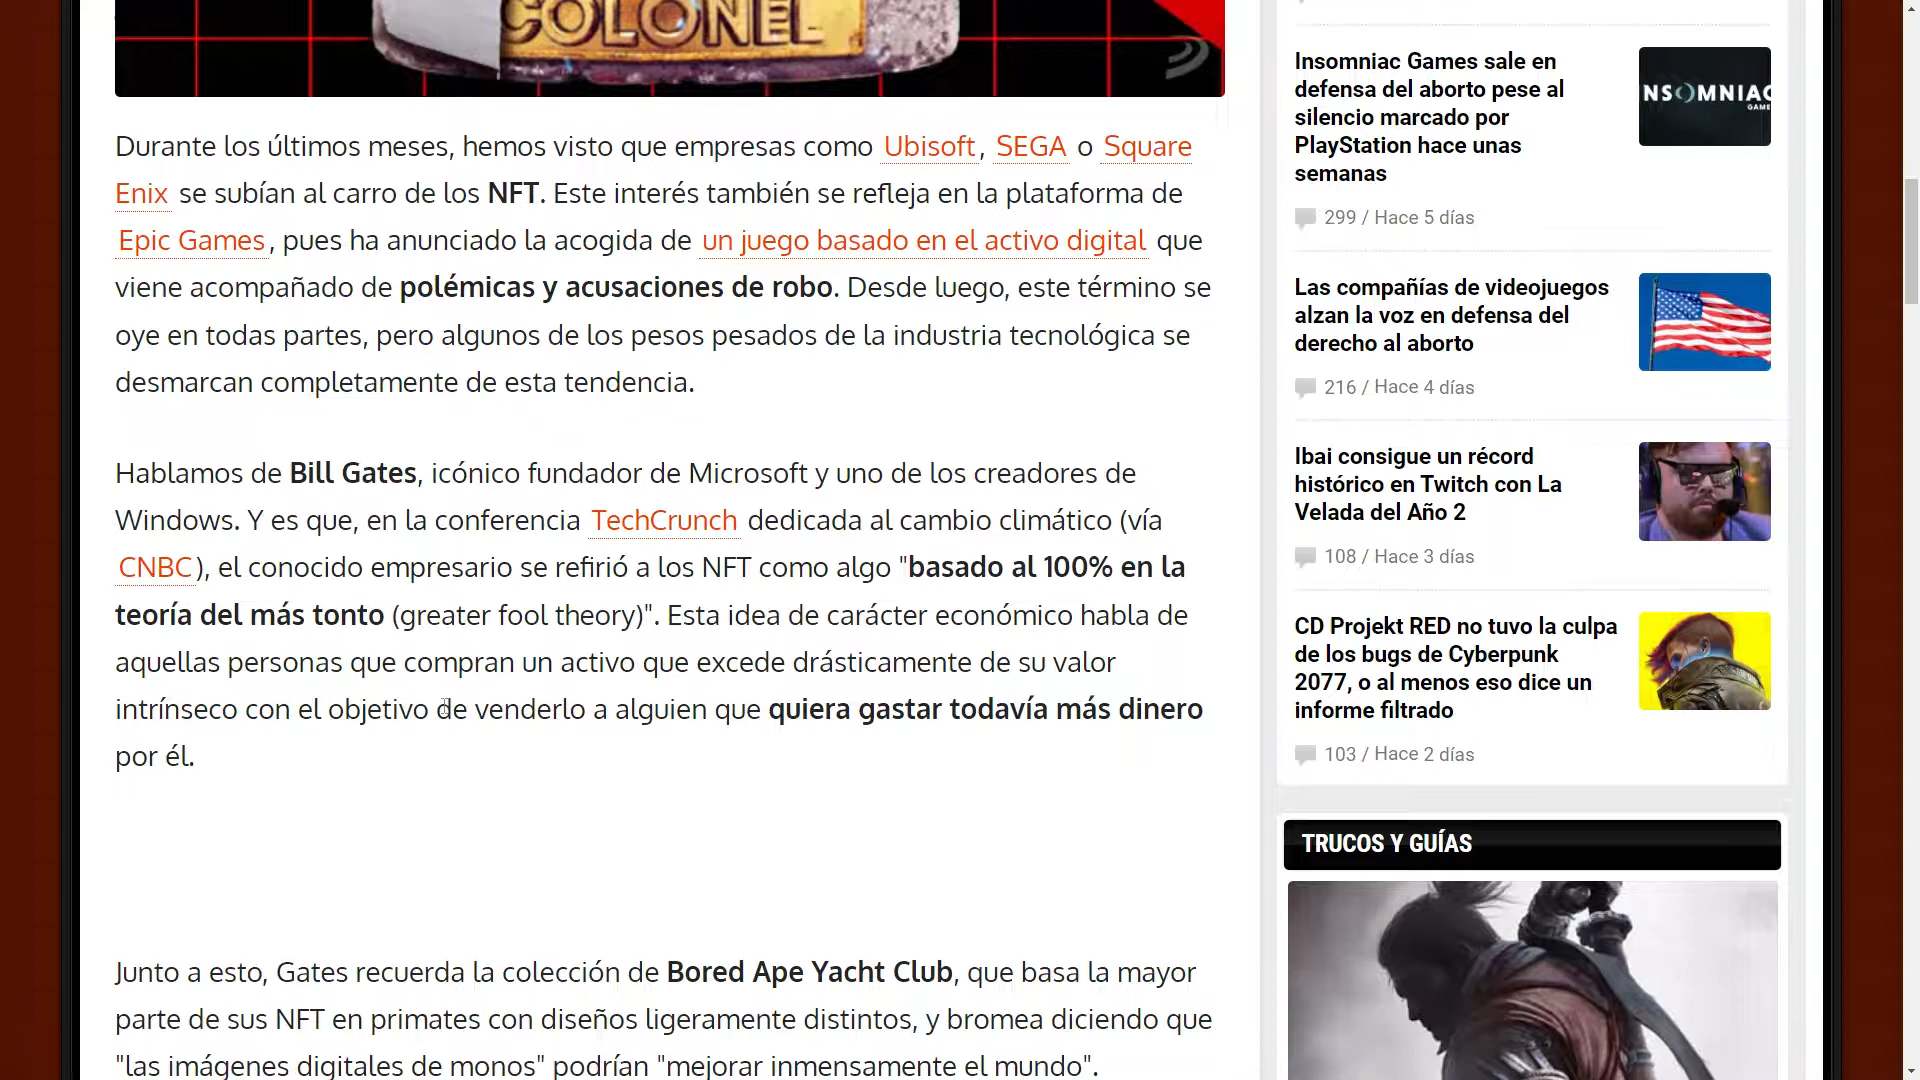 COLONEL
Durante los últimos meses, hemos visto que empresas como Ubisoft, SEGA o Square
Enix se subían al carro de los NFT. Este interés también se refleja en la plataforma de
Epic Games, pues ha anunciado la acogida de un juego basado en el activo digital que
viene acompañado de polémicas y acusaciones de robo. Desde luego, este término se
oye en todas partes, pero algunos de los pesos pesados de la industria tecnológica se
desmarcan completamente de esta tendencia.
Hablamos de Bill Gates, icónico fundador de Microsoft y uno de los creadores de
Windows. Y es que, en la conferencia TechCrunch dedicada al cambio climático (vía
CNBC), el conocido empresario se refirió a los NFT como algo "basado al 100% en la
teoría del más tonto (greater fool theory)". Esta idea de carácter económico habla de
aquellas personas que compran un activo que excede drásticamente de su valor
intrínseco con el objetivo de venderlo a alguien que quiera gastar todavía más dinero
por él.
Junto a esto, Gates recuerda la colección de Bored Ape Yacht Club, que basa la mayor
parte de sus NFT en primates con diseños ligeramente distintos, y bromea diciendo que
"las imágenes digitales de monos" podrían "mejorar inmensamente el mundo".
Insomniac Games sale en
defensa del aborto pese al
silencio marcado por
PlayStation hace unas
semanas
299 / Hace 5 días
INSOMNIAC
GAMES
Las compañías de videojuegos
alzan la voz en defensa del
derecho al aborto
216 / Hace 4 días
Ibai consigue un récord
histórico en Twitch con La
Velada del Año 2
108 / Hace 3 días
CD Projekt RED no tuvo la culpa
de los bugs de Cyberpunk
2077, o al menos eso dice un
informe filtrado
103 / Hace 2 días
TRUCOS Y GUÍAS